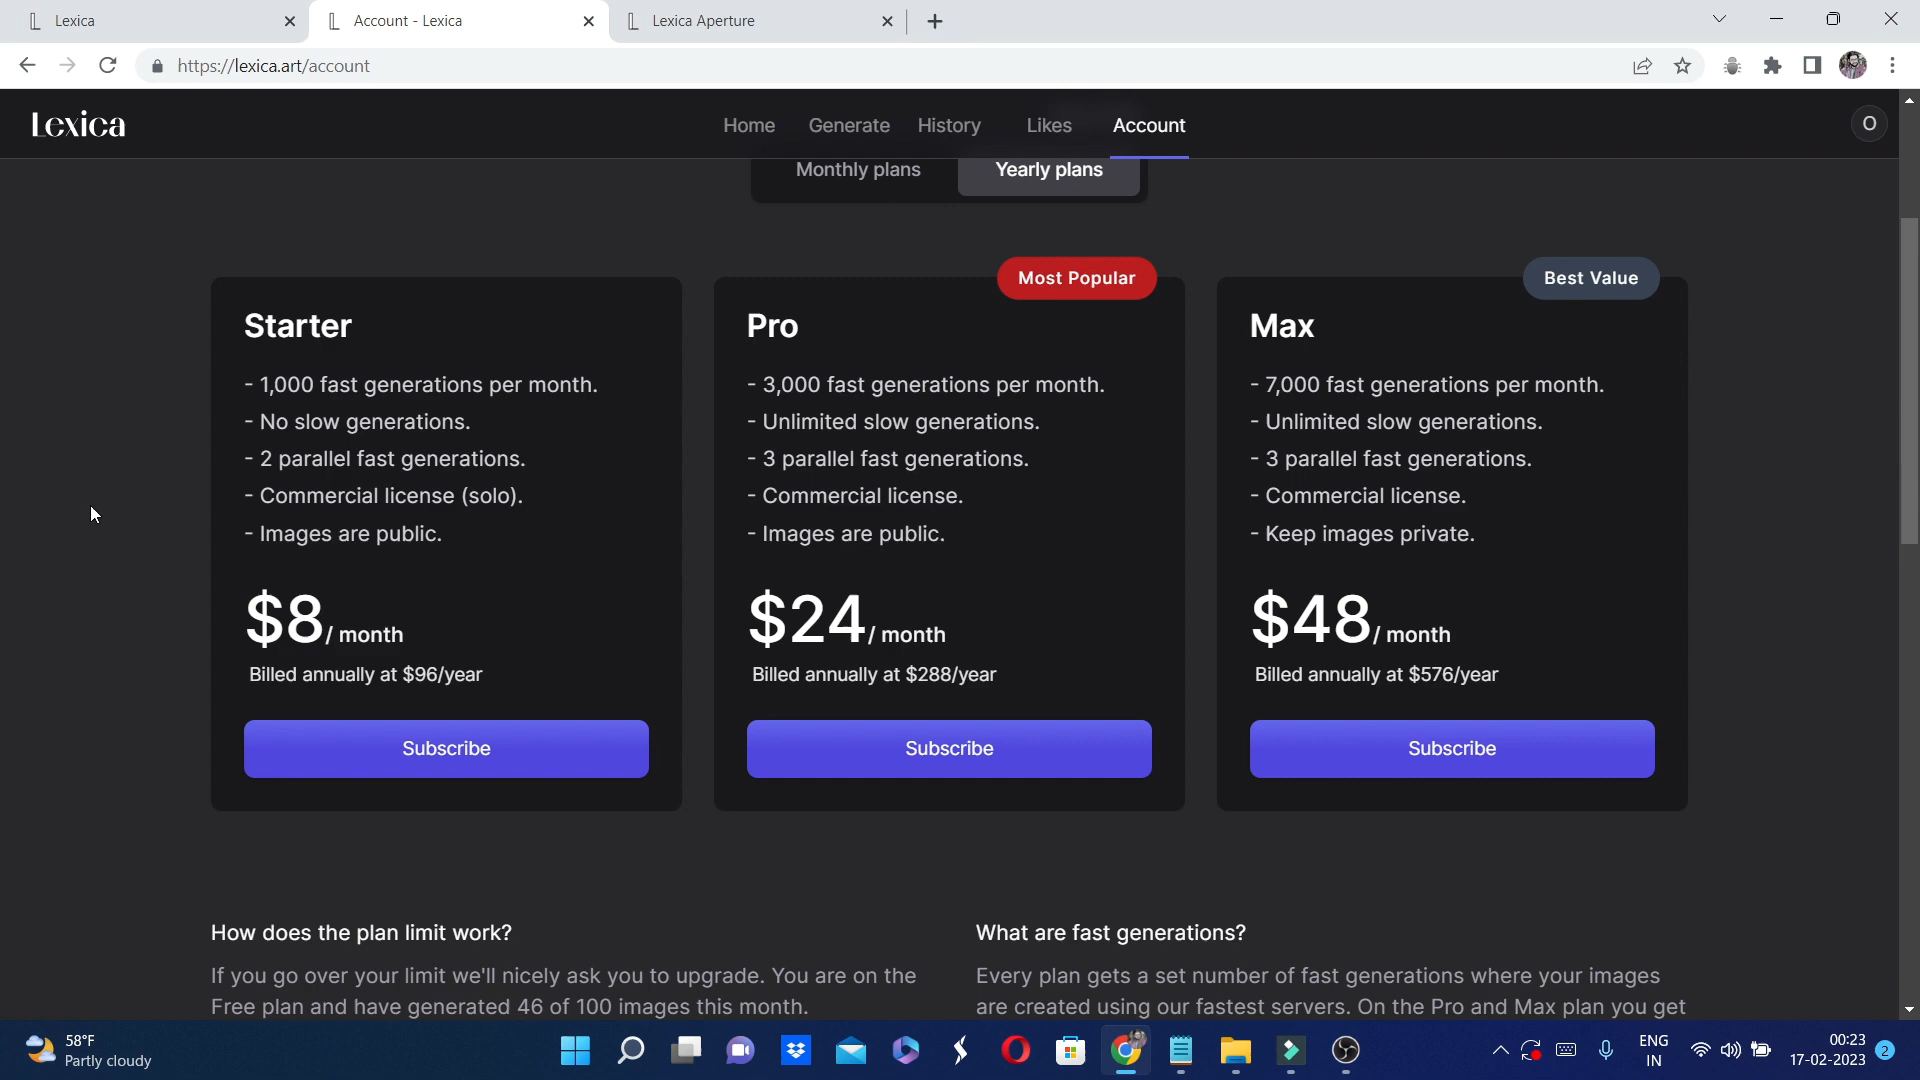 Lexica
Account - Lexica
Lexica Aperture
https://lexica.art/account
Lexica
Home
Generate
History
Likes
Account
O
Monthly plans
Yearly plans
Most Popular
Best Value
Starter
- 1,000 fast generations per month.
- No slow generations.
- 2 parallel fast generations.
- Commercial license (solo).
- Images are public.
$8/ month
Billed annually at $96/year
Subscribe
Pro
- 3,000 fast generations per month.
- Unlimited slow generations.
- 3 parallel fast generations.
- Commercial license.
- Images are public.
$24/ month
Billed annually at $288/year
Subscribe
Max
- 7,000 fast generations per month.
- Unlimited slow generations.
- 3 parallel fast generations.
- Commercial license.
- Keep images private.
$48/ month
Billed annually at $576/year
Subscribe
How does the plan limit work?
If you go over your limit we'll nicely ask you to upgrade. You are on the
Free plan and have generated 46 of 100 images this month.
What are fast generations?
Every plan gets a set number of fast generations where your images
are created using our fastest servers. On the Pro and Max plan you get
58°F
Partly cloudy
ENG
IN
00:23
17-02-2023
2